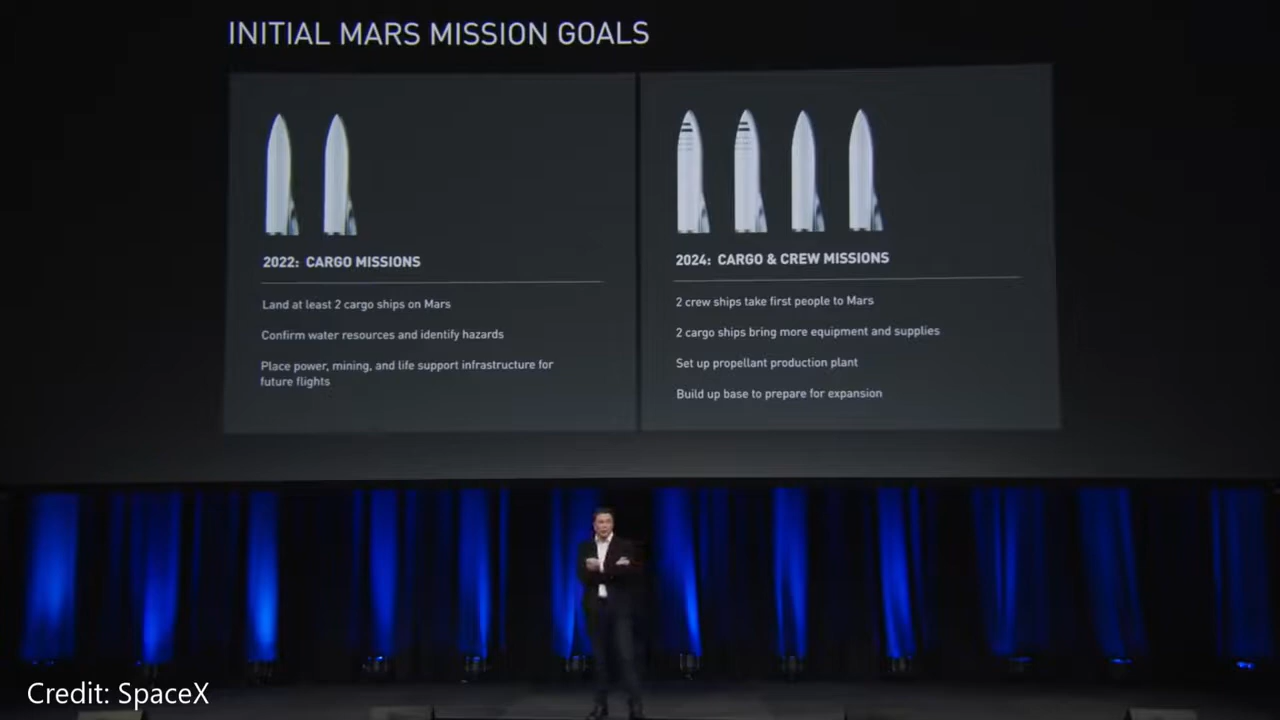 INITIAL MARS MISSION GOALS
2022: CARGO MISSIONS
Land at least 2 cargo ships on Mars
Confirm water resources and identify hazards
Place power, mining, and life support infrastructure for
future flights
2024: CARGO & CREW MISSIONS
2 crew ships take first people to Mars
2 cargo ships bring more equipment and supplies
Set up propellant production plant
Build up base to prepare for expansion
Credit: SpaceX